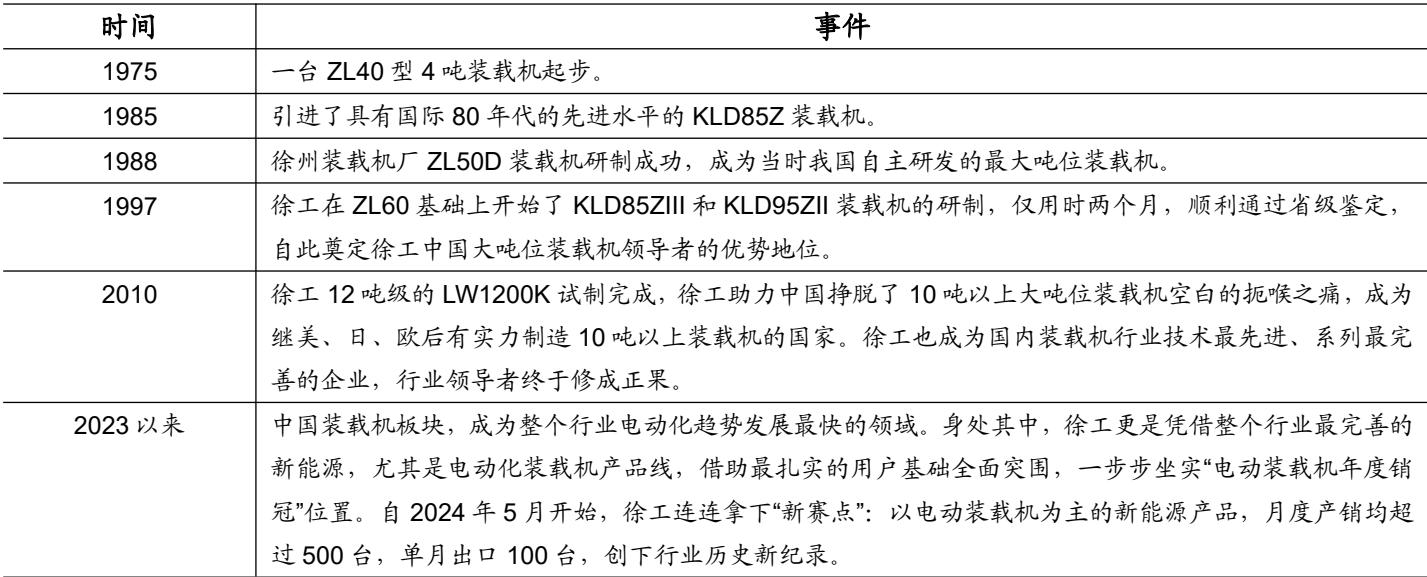 时间 事件
1975 一台 ZL40 型 4 吨装载机起步。
1985 引进了具有国际 80 年代的先进水平的 KLD85Z 装载机。
1988 徐州装载机厂 ZL50D 装载机研制成功，成为当时我国自主研发的最大吨位装载机。
1997 徐工在 ZL60 基础上开始了 KLD85ZIII 和 KLD95ZII 装载机的研制，仅用时两个月，顺利通过省级鉴定，
自此奠定徐工中国大吨位装载机领导者的优势地位。
2010 徐工 12 吨级的 LW1200K 试制完成，徐工助力中国挣脱了 10 吨以上大吨位装载机空白的扼喉之痛，成为
继美、日、欧后有实力制造 10 吨以上装载机的国家。徐工也成为国内装载机行业技术最先进、系列最完
善的企业，行业领导者终于修成正果。
2023 以来 中国装载机板块，成为整个行业电动化趋势发展最快的领域。身处其中，徐工更是凭借整个行业最完善的
新能源，尤其是电动化装载机产品线，借助最扎实的用户基础全面突围，一步步坐实“电动装载机年度销
冠”位置。自 2024 年 5 月开始，徐工连连拿下“新赛点”：以电动装载机为主的新能源产品，月度产销均超
过 500 台，单月出口 100 台，创下行业历史新纪录。